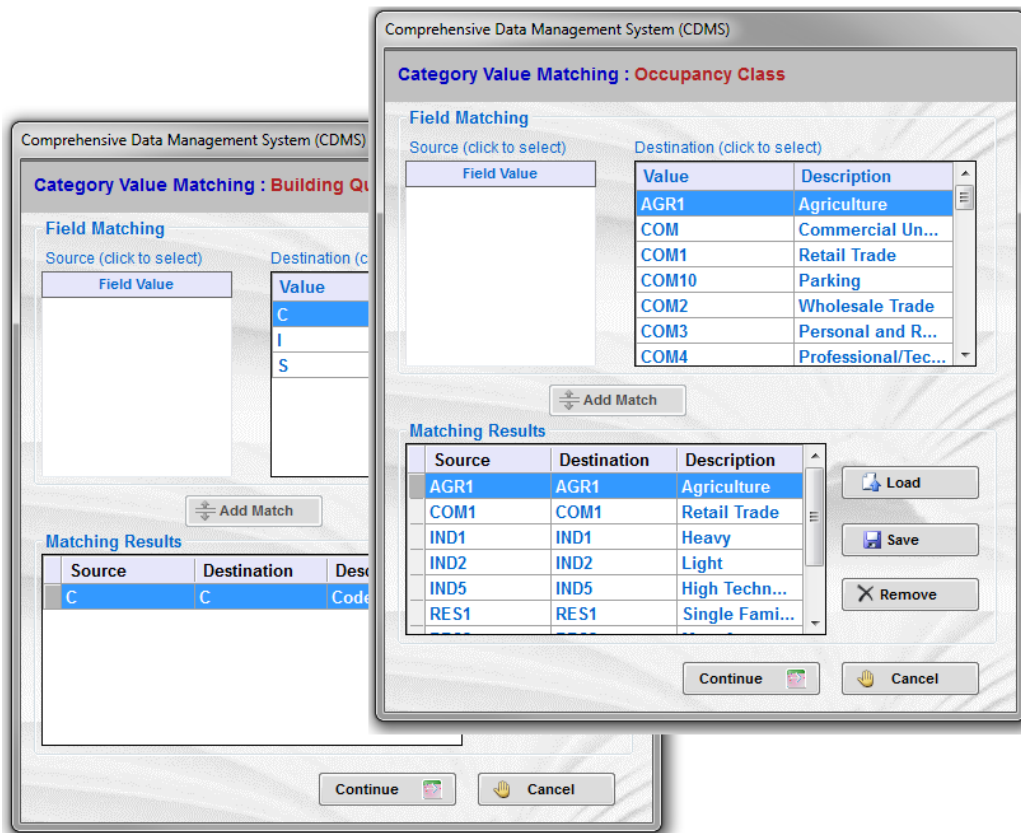 Comprehensive Data Management System (CDMS)
Category Value Matching : Occupancy Class
Field Matching
Source (click to select) Destination (click to select)
Field Value
Value Description
AGR1 Agriculture
COM Commercial Un...
COM1 Retail Trade
COM10 Parking
COM2 Wholesale Trade
COM3 Personal and R...
COM4 Professional/Tec...
Add Match
Matching Results
Source Destination Description
AGR1 AGR1 Agriculture
COM1 COM1 Retail Trade
IND1 IND1 Heavy
IND2 IND2 Light
IND5 IND5 High Techn...
RES1 RES1 Single Fami...
Load
Save
Remove
Continue Cancel
Comprehensive Data Management System (CDMS)
Category Value Matching : Building Qu
Field Matching
Source (click to select) Destination (c
Field Value
Value
C
I
S
Add Match
Matching Results
Source Destination Desc
C C Code
Continue Cancel